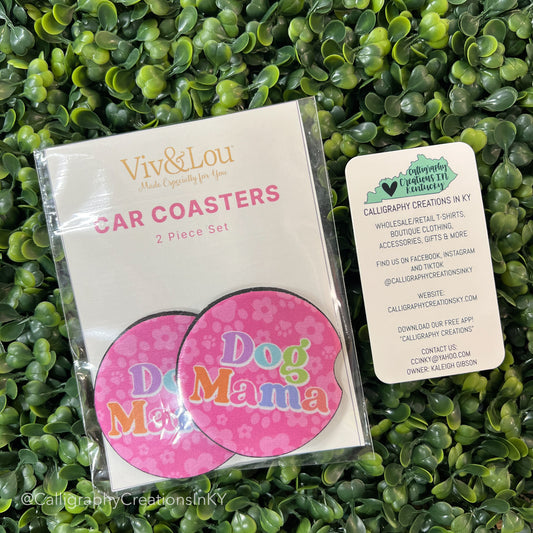 Viv&Lou
Made Especially for You
CAR COASTERS
2 Piece Set
Dog
Mama
Do
Ma
Calligraphy
Creations In
Kentucky
CALLIGRAPHY CREATIONS IN KY
WHOLESALE/RETAIL T-SHIRTS,
BOUTIQUE CLOTHING,
ACCESSORIES, GIFTS & MORE
FIND US ON FACEBOOK, INSTAGRAM
AND TIKTOK
@CALLIGRAPHYCREATIONSINKY
WEBSITE:
CALLIGRAPHYCREATIONSKY.COM
DOWNLOAD OUR FREE APP!
"CALLIGRAPHY CREATIONS"
CONTACT US:
CCINKY@YAHOO.COM
OWNER: KALEIGH GIBSON
@CalligraphyCreationsInKY